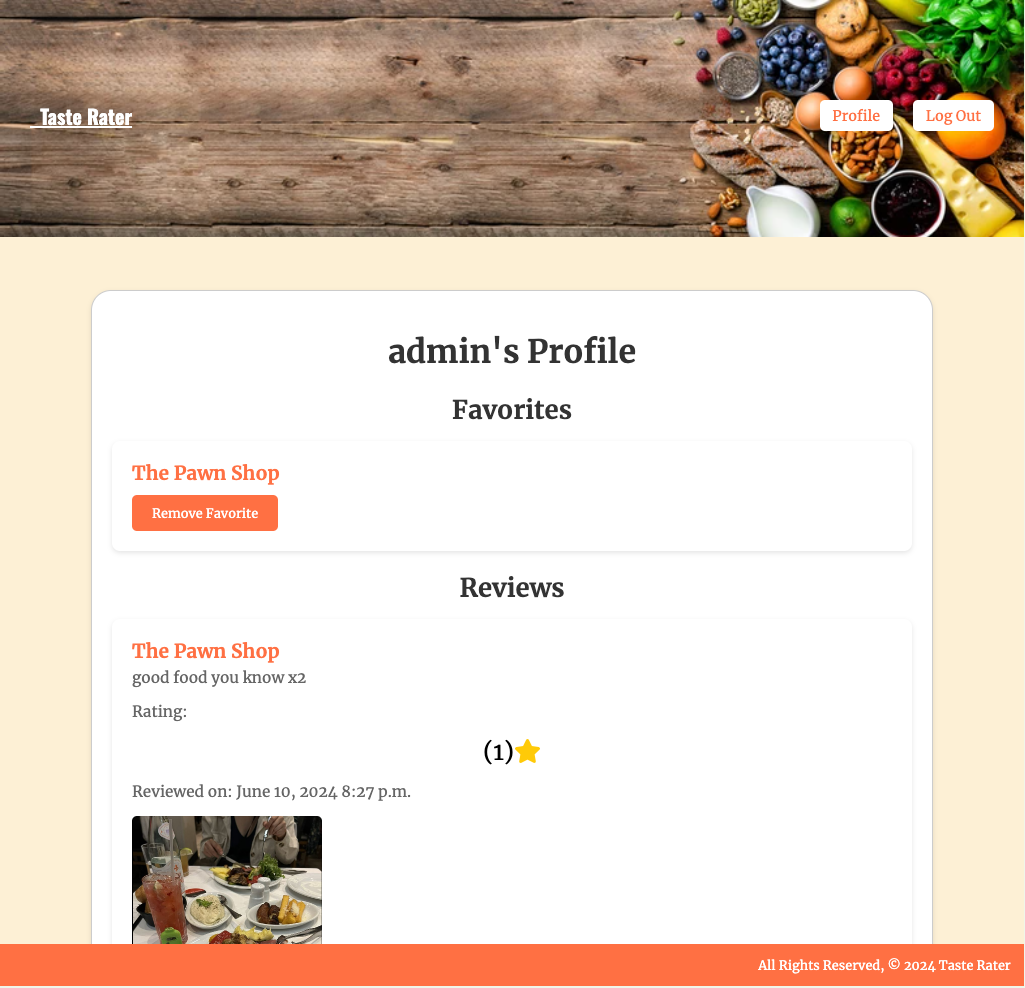 Taste Rater
Profile
Log Out
admin's Profile
Favorites
The Pawn Shop
Remove Favorite
Reviews
The Pawn Shop
good food you know x2
Rating:
(1)
Reviewed on: June 10, 2024 8:27 p.m.
All Rights Reserved, © 2024 Taste Rater